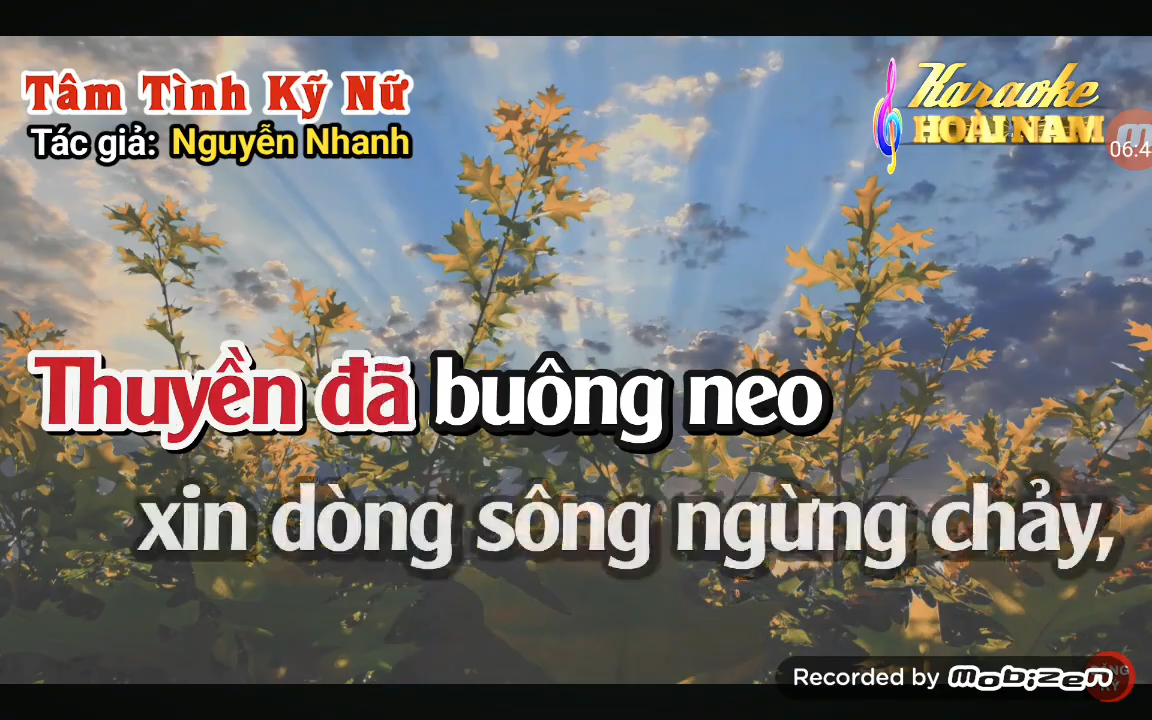 Tâm Tình Kỹ Nữ
Tác giả: Nguyễn Nhanh
Karaoke
HOÀI NAM
06:4
Thuyền đã buông neo
xin dòng sông ngừng chảy,
Recorded by mobizen